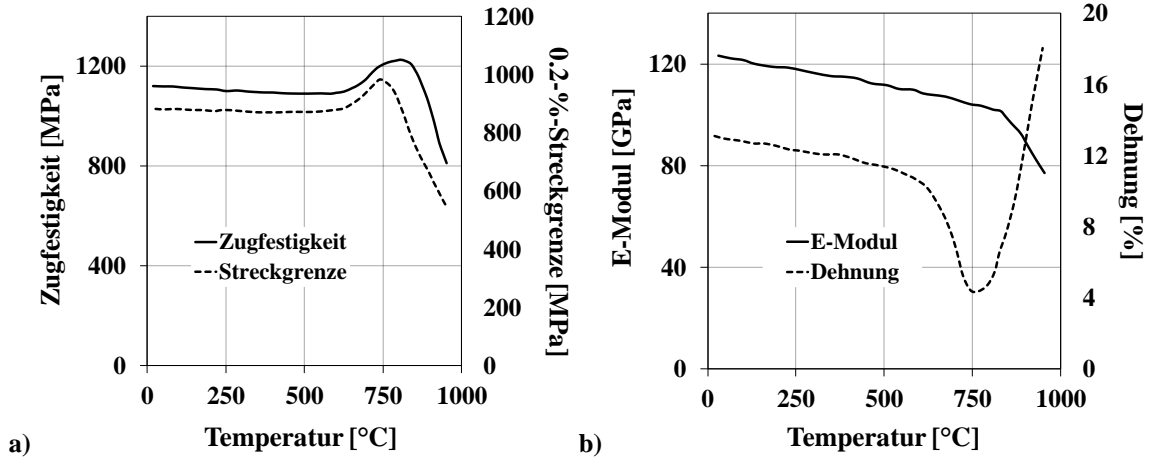 1200
800
400
0
Zugfestigkeit [MPa]
1200
1000
800
600
400
200
0
0.2-%-Streckgrenze [MPa]
Zugfestigkeit
Streckgrenze
0 250 500 750 1000
Temperatur [°C]
a)
120
80
40
0
E-Modul [GPa]
20
16
12
8
4
0
Dehnung [%]
E-Modul
Dehnung
0 250 500 750 1000
Temperatur [°C]
b)